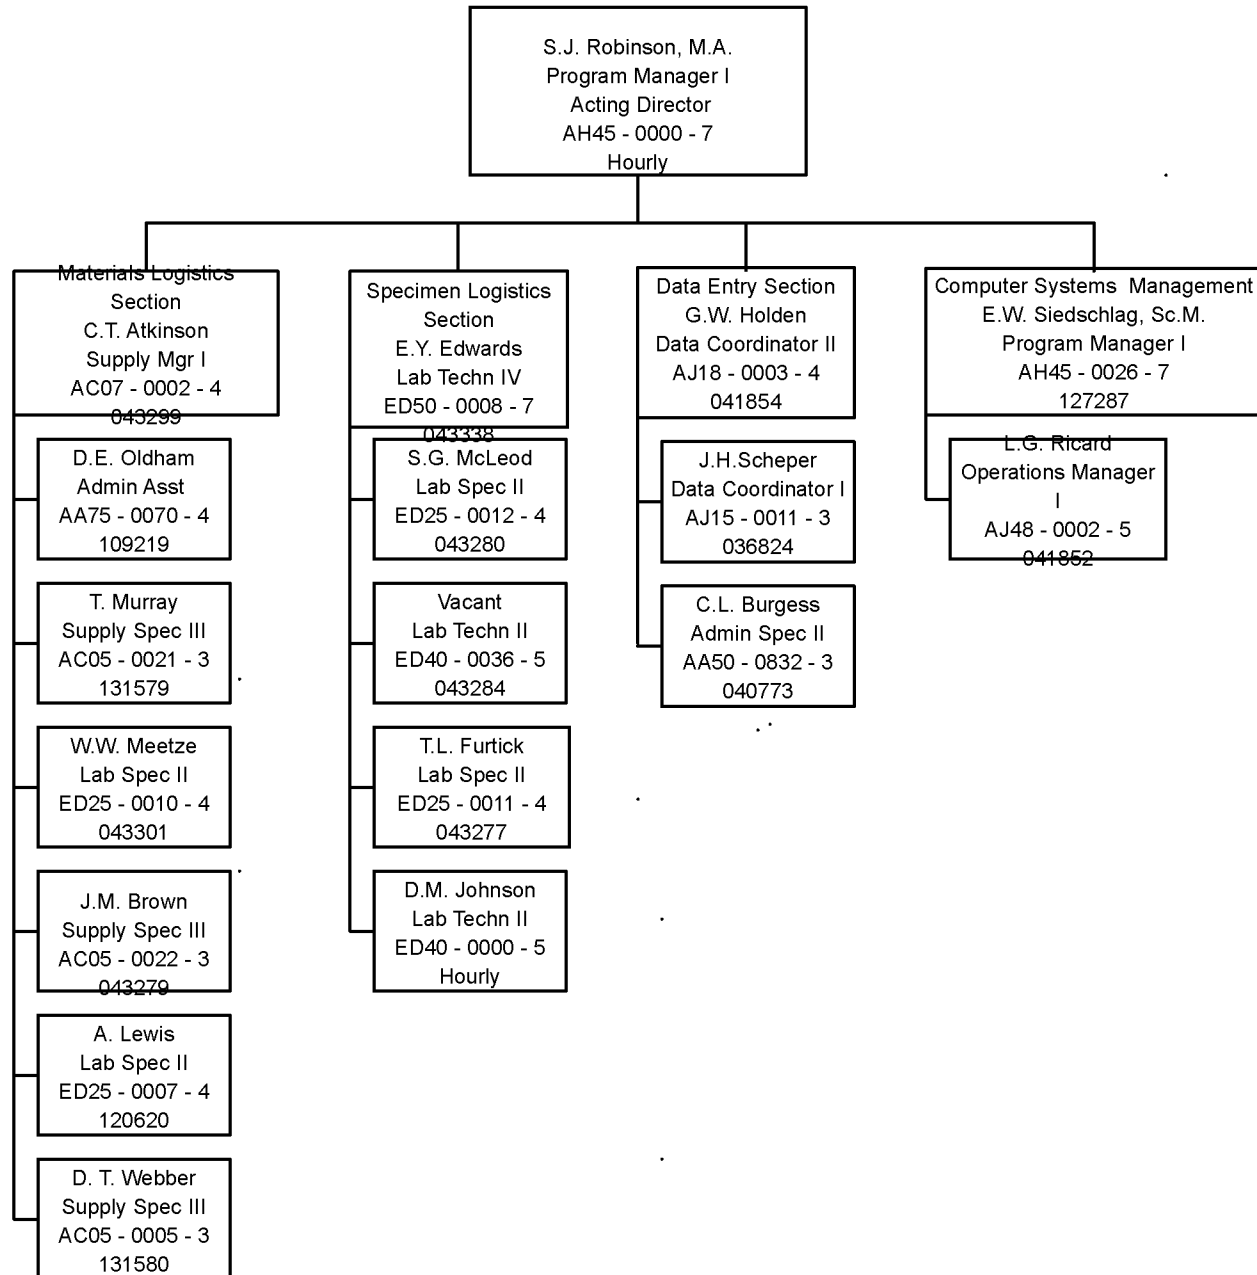 S.J. Robinson, M.A.
Program Manager I
Acting Director
AH45 - 0000 - 7
Hourly
Materials Logistics
Section
C.T. Atkinson
Supply Mgr I
AC07 - 0002 - 4
043299
D.E. Oldham
Admin Asst
AA75 - 0070 - 4
109219
T. Murray
Supply Spec III
AC05 - 0021 - 3
131579
W.W. Meetze
Lab Spec II
ED25 - 0010 - 4
043301
J.M. Brown
Supply Spec III
AC05 - 0022 - 3
043279
A. Lewis
Lab Spec II
ED25 - 0007 - 4
120620
D. T. Webber
Supply Spec III
AC05 - 0005 - 3
131580
Specimen Logistics
Section
E.Y. Edwards
Lab Techn IV
ED50 - 0008 - 7
043338
S.G. McLeod
Lab Spec II
ED25 - 0012 - 4
043280
Vacant
Lab Techn II
ED40 - 0036 - 5
043284
T.L. Furtick
Lab Spec II
ED25 - 0011 - 4
043277
D.M. Johnson
Lab Techn II
ED40 - 0000 - 5
Hourly
Data Entry Section
G.W. Holden
Data Coordinator II
AJ18 - 0003 - 4
041854
J.H.Scheper
Data Coordinator I
AJ15 - 0011 - 3
036824
C.L. Burgess
Admin Spec II
AA50 - 0832 - 3
040773
Computer Systems  Management
E.W. Siedschlag, Sc.M.
Program Manager I
AH45 - 0026 - 7
127287
L.G. Ricard
Operations Manager
I
AJ48 - 0002 - 5
041852